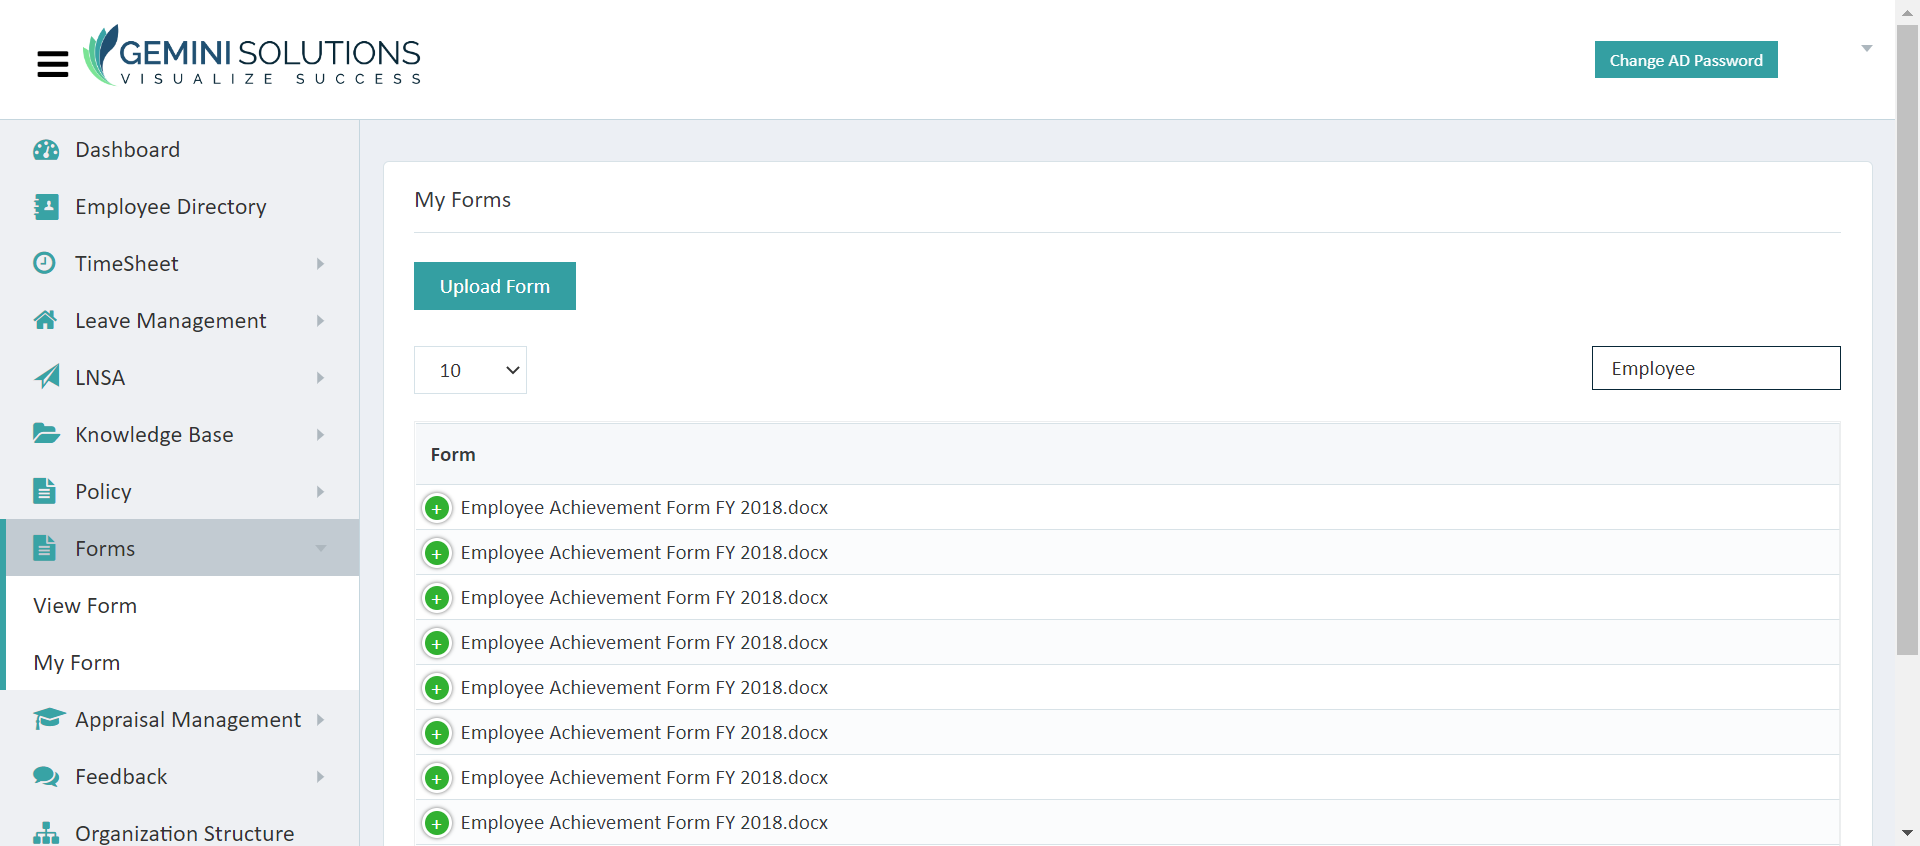 GEMINI SOLUTIONS
VISUALIZE SUCCESS
Change AD Password
Dashboard
Employee Directory
TimeSheet
Leave Management
LNSA
Knowledge Base
Policy
Forms
View Form
My Form
Appraisal Management
Feedback
Organization Structure
My Forms
Upload Form
10
Employee
Form
Employee Achievement Form FY 2018.docx
Employee Achievement Form FY 2018.docx
Employee Achievement Form FY 2018.docx
Employee Achievement Form FY 2018.docx
Employee Achievement Form FY 2018.docx
Employee Achievement Form FY 2018.docx
Employee Achievement Form FY 2018.docx
Employee Achievement Form FY 2018.docx